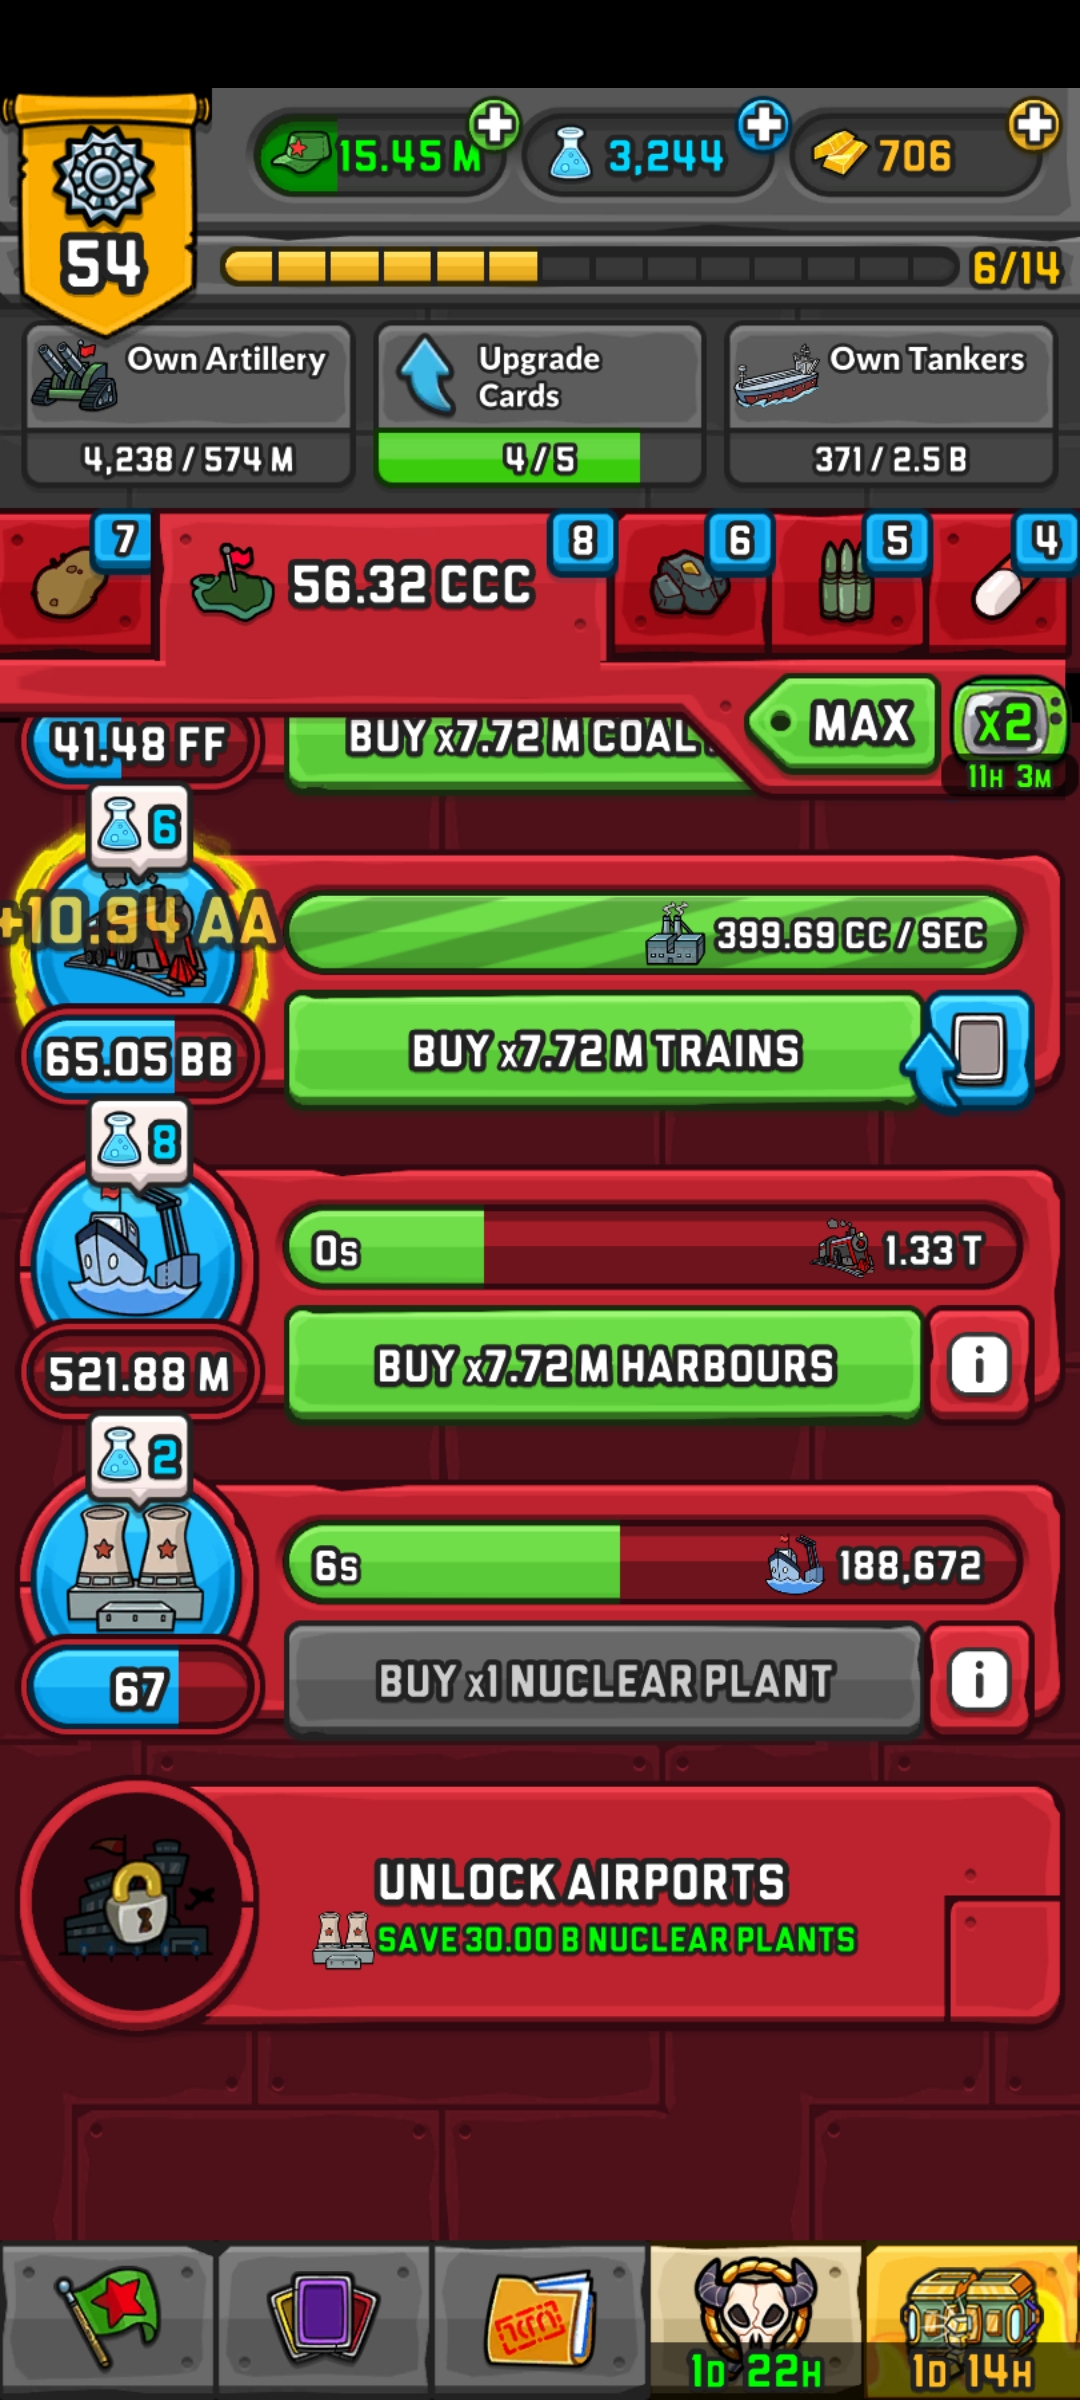 15.45 M
3,244
706
54
6/14
Own Artillery
4,238 / 574 M
Upgrade
Cards
4 / 5
Own Tankers
371 / 2.5 B
7
56.32 CCC
8
6
5
4
MAX
x2
11H 3M
41.48 FF
BUY x7.72 M COAL
6
+10.94 AA
399.69 CC / SEC
65.05 BB
BUY x7.72 M TRAINS
8
0s
1.33 T
521.88 M
BUY x7.72 M HARBOURS
i
2
6s
188,672
67
BUY x1 NUCLEAR PLANT
i
UNLOCK AIRPORTS
SAVE 30.00 B NUCLEAR PLANTS
1D 22H
1D 14H